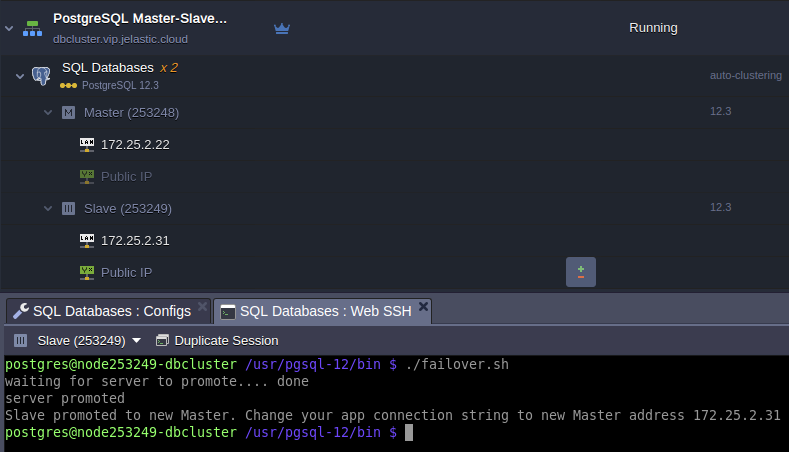 PostgreSQL Master-Slave...
dbcluster.vip.jelastic.cloud
Running
SQL Databases x 2
PostgreSQL 12.3
auto-clustering
M Master (253248)
12.3
LAN 172.25.2.22
Public IP
Slave (253249)
12.3
LAN 172.25.2.31
Public IP
SQL Databases : Configs
SQL Databases : Web SSH
Slave (253249)
Duplicate Session
postgres@node253249-dbcluster /usr/pgsql-12/bin $ ./failover.sh
waiting for server to promote.... done
server promoted
Slave promoted to new Master. Change your app connection string to new Master address 172.25.2.31
postgres@node253249-dbcluster /usr/pgsql-12/bin $